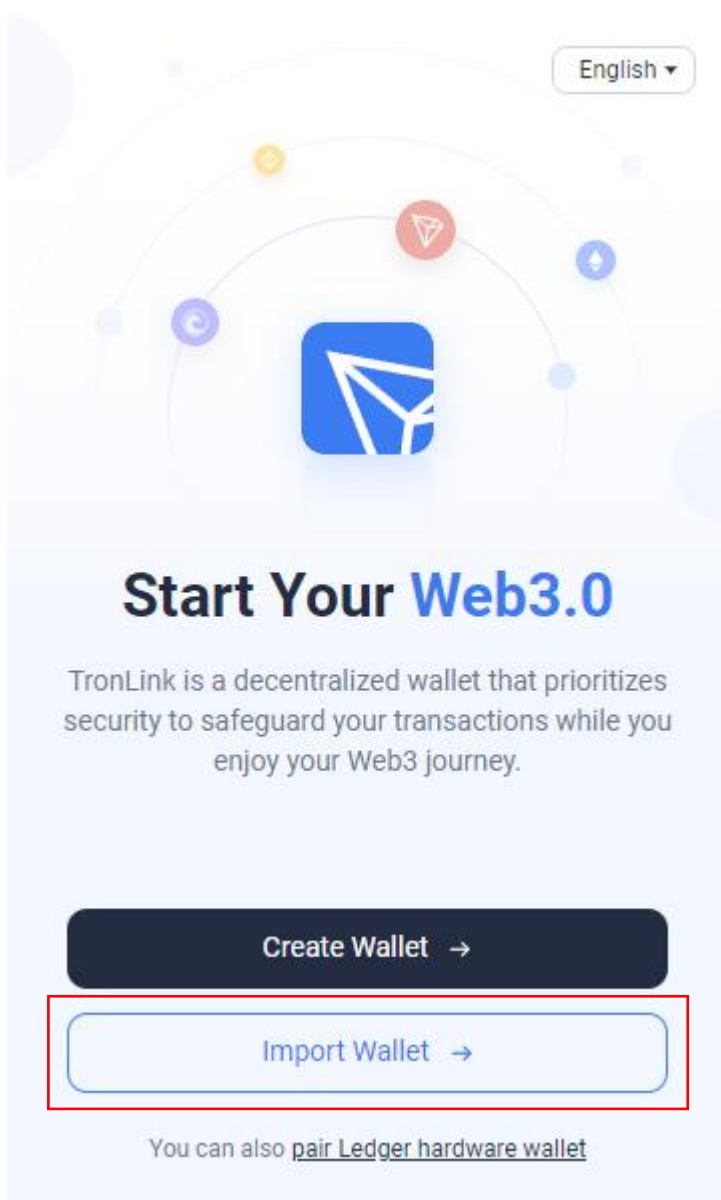 English
Start Your Web3.0
TronLink is a decentralized wallet that prioritizes
security to safeguard your transactions while you
enjoy your Web3 journey.
Create Wallet →
Import Wallet →
You can also pair Ledger hardware wallet